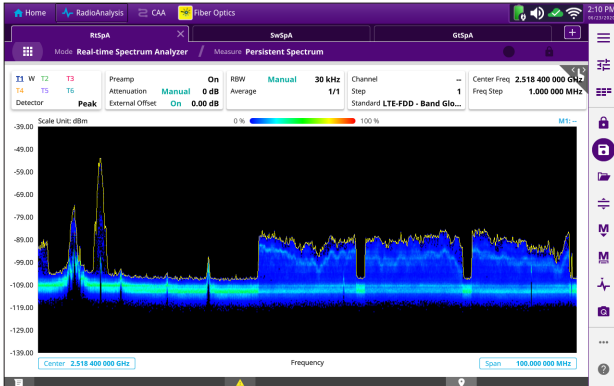 Home RadioAnalysis CAA Fiber Optics
2:10 PM
06/23/2022
RtSpA SwSpA GtSpA
Mode Real-time Spectrum Analyzer / Measure Persistent Spectrum
T1 W T2 T3
T4 T5 T6
Detector Peak
Preamp On
Attenuation Manual 0 dB
External Offset On 0.00 dB
RBW Manual 30 kHz
Average 1/1
Channel --
Step 1
Standard LTE-FDD - Band Glo...
Center Freq 2.518 400 000 GHz
Freq Step 1.000 000 MHz
Scale Unit: dBm 0 % 100 % M1: --
-39.00
-49.00
-59.00
-69.00
-79.00
-89.00
-99.00
-109.00
-119.00
-129.00
-139.00
Center 2.518 400 000 GHz Frequency Span 100.000 000 MHz